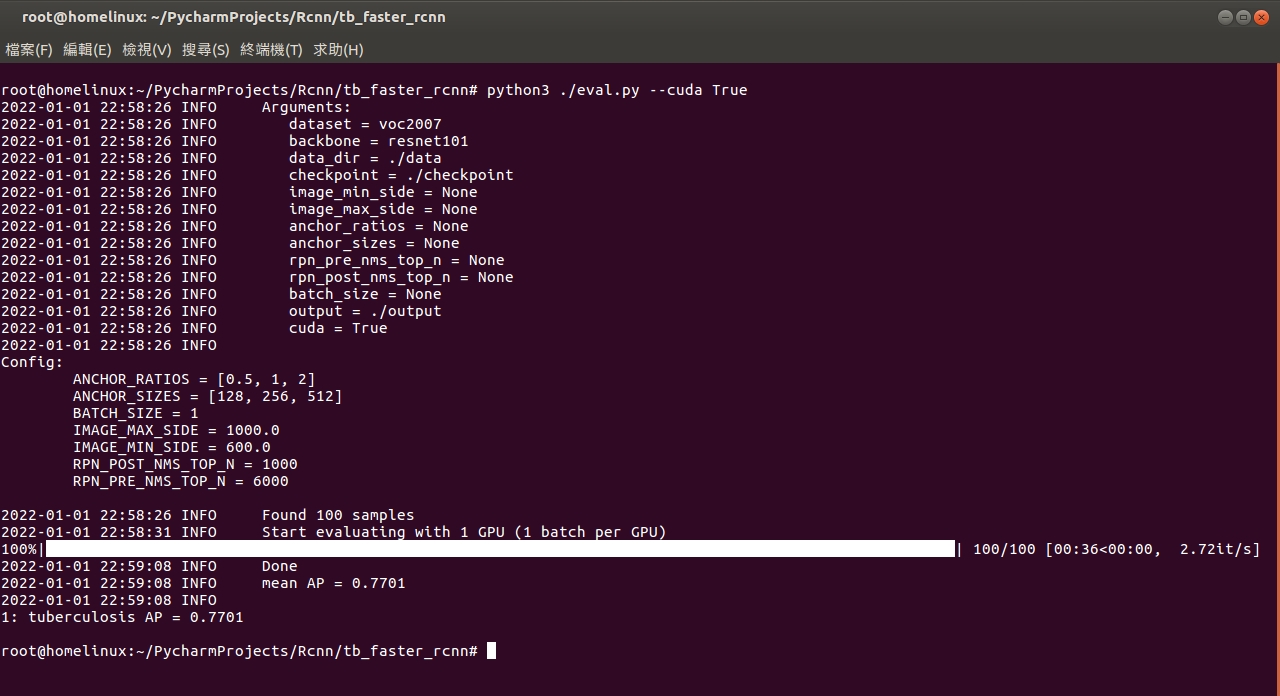 root@homelinux: ~/PycharmProjects/Rcnn/tb_faster_rcnn
檔案(F) 編輯(E) 檢視(V) 搜尋(S) 終端機(T) 求助(H)
root@homelinux:~/PycharmProjects/Rcnn/tb_faster_rcnn# python3 ./eval.py --cuda True
2022-01-01 22:58:26 INFO     Arguments:
2022-01-01 22:58:26 INFO        dataset = voc2007
2022-01-01 22:58:26 INFO        backbone = resnet101
2022-01-01 22:58:26 INFO        data_dir = ./data
2022-01-01 22:58:26 INFO        checkpoint = ./checkpoint
2022-01-01 22:58:26 INFO        image_min_side = None
2022-01-01 22:58:26 INFO        image_max_side = None
2022-01-01 22:58:26 INFO        anchor_ratios = None
2022-01-01 22:58:26 INFO        anchor_sizes = None
2022-01-01 22:58:26 INFO        rpn_pre_nms_top_n = None
2022-01-01 22:58:26 INFO        rpn_post_nms_top_n = None
2022-01-01 22:58:26 INFO        batch_size = None
2022-01-01 22:58:26 INFO        output = ./output
2022-01-01 22:58:26 INFO        cuda = True
2022-01-01 22:58:26 INFO
Config:
        ANCHOR_RATIOS = [0.5, 1, 2]
        ANCHOR_SIZES = [128, 256, 512]
        BATCH_SIZE = 1
        IMAGE_MAX_SIDE = 1000.0
        IMAGE_MIN_SIDE = 600.0
        RPN_POST_NMS_TOP_N = 1000
        RPN_PRE_NMS_TOP_N = 6000
2022-01-01 22:58:26 INFO     Found 100 samples
2022-01-01 22:58:31 INFO     Start evaluating with 1 GPU (1 batch per GPU)
100%| | 100/100 [00:36<00:00,  2.72it/s]
2022-01-01 22:59:08 INFO     Done
2022-01-01 22:59:08 INFO     mean AP = 0.7701
2022-01-01 22:59:08 INFO
1: tuberculosis AP = 0.7701
root@homelinux:~/PycharmProjects/Rcnn/tb_faster_rcnn#